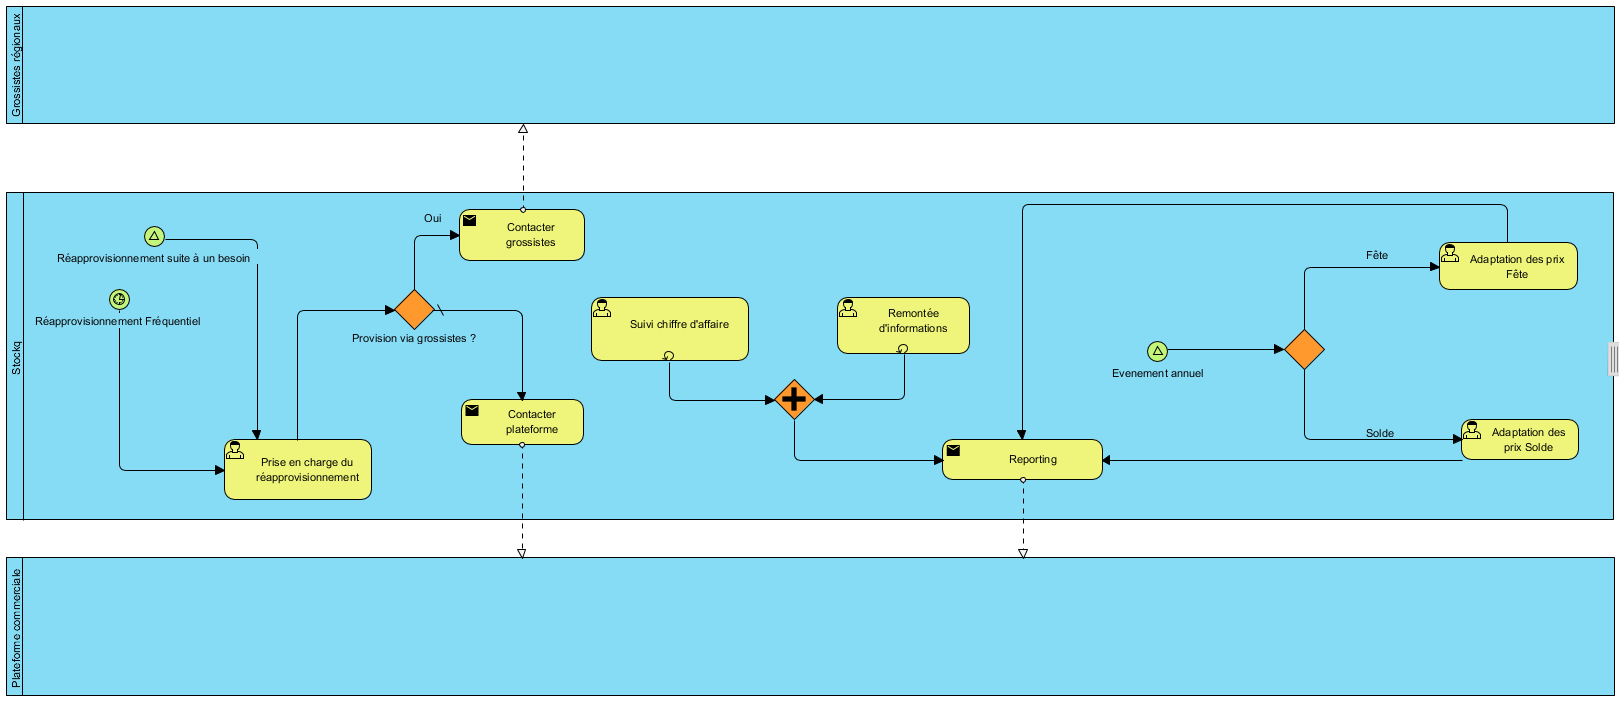 Grossistes régionaux
Stockq
Réapprovisionnement suite à un besoin
Réapprovisionnement Fréquentiel
Prise en charge du
réapprovisionnement
Oui
Provision via grossistes ?
Contacter
grossistes
Contacter
plateforme
Suivi chiffre d'affaire
Remontée
d'informations
Reporting
Evenement annuel
Fête
Adaptation des prix
Fête
Solde
Adaptation des
prix Solde
Plateforme commerciale